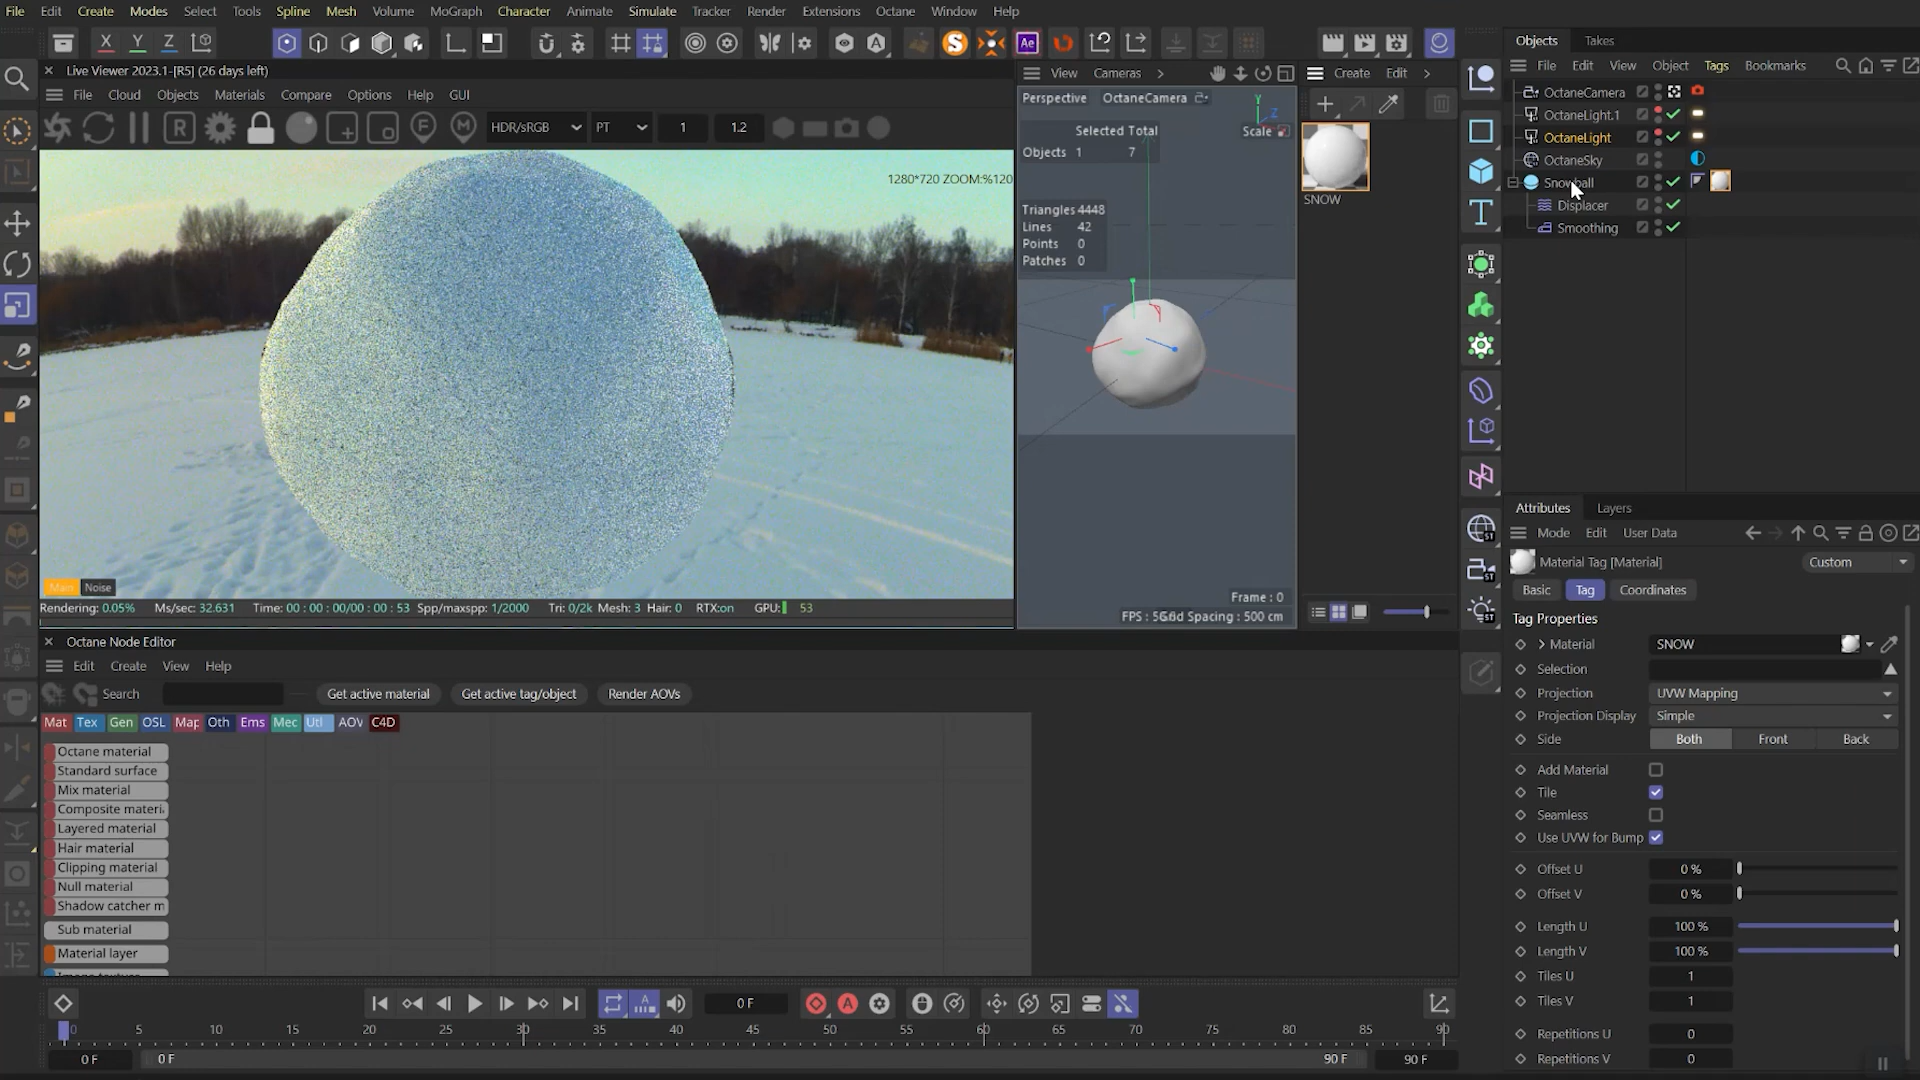 File Edit Create Modes Select Tools Spline Mesh Volume MoGraph Character Animate Simulate Tracker Render Extensions Octane Window Help
X Y Z
A S Ae
Live Viewer 2023.1-[R5] (26 days left)
File Cloud Objects Materials Compare Options Help GUI
R F M HDR/sRGB PT 1 1.2
1280*720 ZOOM:%120
Main Noise
Rendering: 0.05% Ms/sec: 32.631 Time: 00 : 00 : 00/00 : 00 : 53 Spp/maxspp: 1/2000 Tri: 0/2k Mesh: 3 Hair: 0 RTX:on GPU: 53
View Cameras
Perspective OctaneCamera
Y Z
Scale
Selected Total
Objects 1 7
Triangles 4448
Lines 42
Points 0
Patches 0
Frame : 0
Create Edit
SNOW
Octane Node Editor
Edit Create View Help
Search Get active material Get active tag/object Render AOVs
Mat Tex Gen OSL Map Oth Ems Mec Utl AOV C4D
Octane material
Standard surface
Mix material
Composite materi
Layered material
Hair material
Clipping material
Null material
Shadow catcher m
Sub material
Material layer
0 F
A
0 5 10 15 20 25 30 35 40 45 50 55 60 65 70 75 80 85 90
0 F 0 F 90 F 90 F
T
ST
ST
ST
Objects Takes
File Edit View Object Tags Bookmarks
OctaneCamera
OctaneLight.1
OctaneLight
OctaneSky
Snowball
Displacer
Smoothing
Attributes Layers
Mode Edit User Data
Material Tag [Material] Custom
Basic Tag Coordinates
Tag Properties
Material SNOW
Selection
Projection UVW Mapping
Projection Display Simple
Side Both Front Back
Add Material
Tile
Seamless
Use UVW for Bump
Offset U 0 %
Offset V 0 %
Length U 100 %
Length V 100 %
Tiles U 1
Tiles V 1
Repetitions U 0
Repetitions V 0